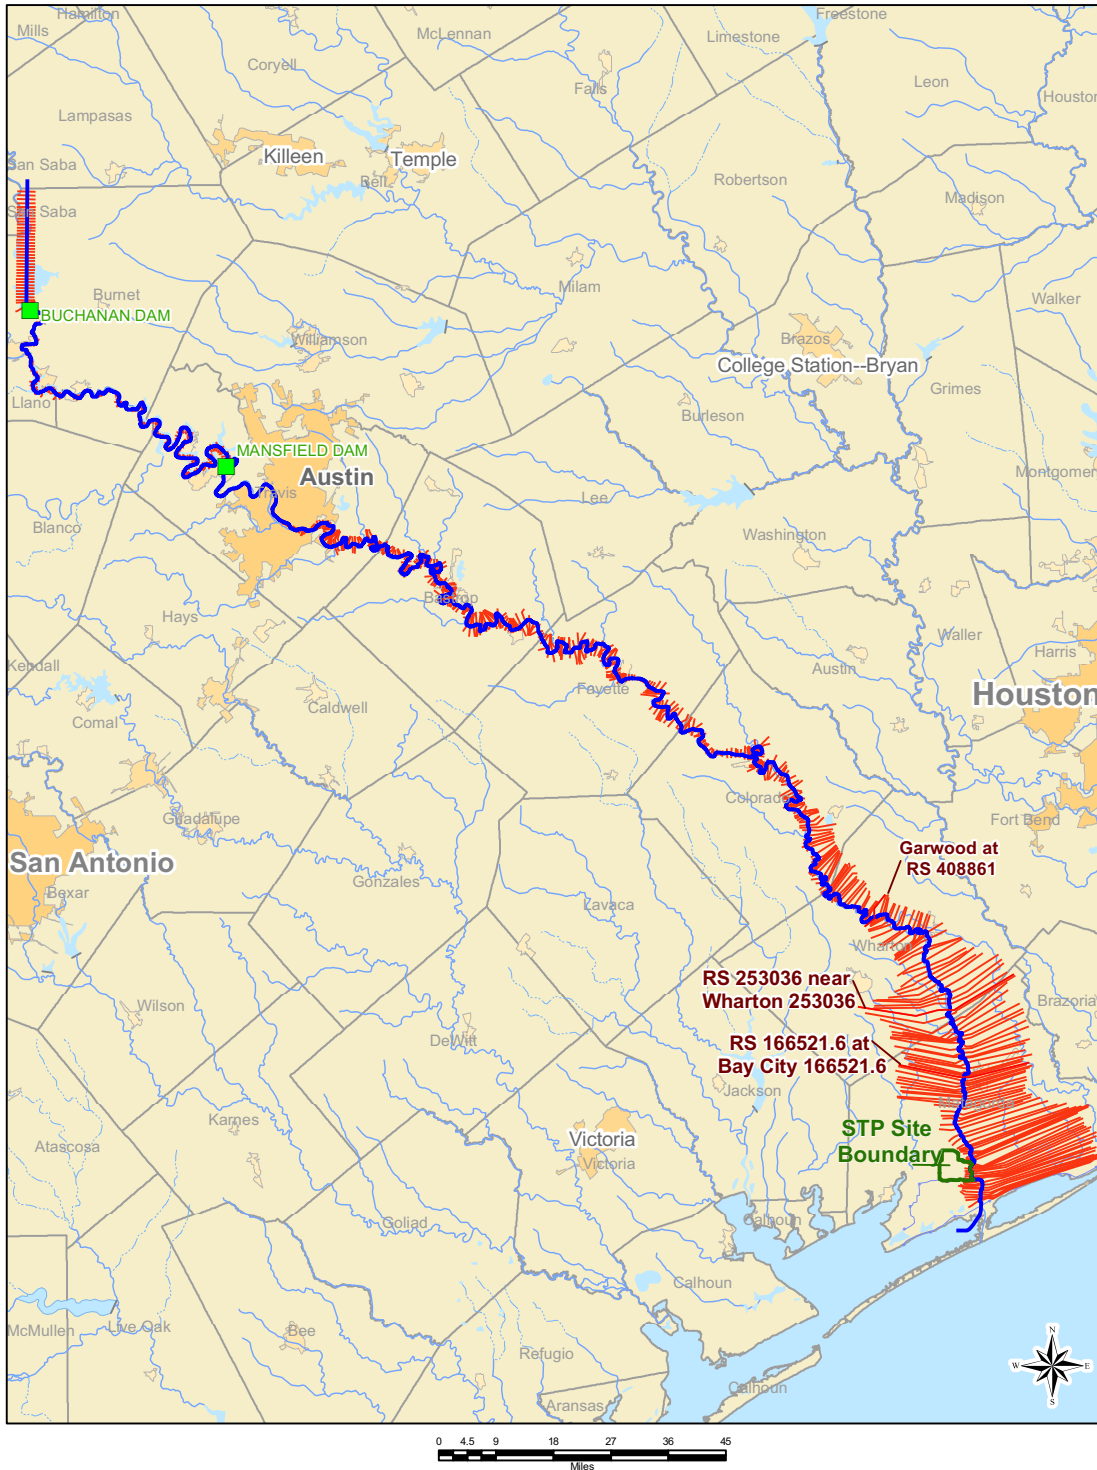 Hamilton
Mills
McLennan
Freestone
Limestone
Coryell
Falls
Leon
Houston
Lampasas
Killeen
Temple
San Saba
Bell
Robertson
Madison
San Saba
Milam
Burnet
Walker
BUCHANAN DAM
Williamson
Brazos
College Station--Bryan
Grimes
Llano
Burleson
MANSFIELD DAM
Austin
Montgomery
Travis
Lee
Blanco
Washington
Bastrop
Hays
Waller
Harris
Kendall
Austin
Fayette
Houston
Caldwell
Comal
Colorado
Guadalupe
Fort Bend
Garwood at
RS 408861
San Antonio
Bexar
Gonzales
Lavaca
Wharton
RS 253036 near
Wharton 253036
Wilson
Brazoria
DeWitt
RS 166521.6 at
Bay City 166521.6
Jackson
Matagorda
Karnes
STP Site
Boundary
Atascosa
Victoria
Victoria
Goliad
Calhoun
Calhoun
McMullen
Live Oak
Bee
Refugio
Calhoun
Aransas
N
W
E
S
0 4.5 9 18 27 36 45
Miles